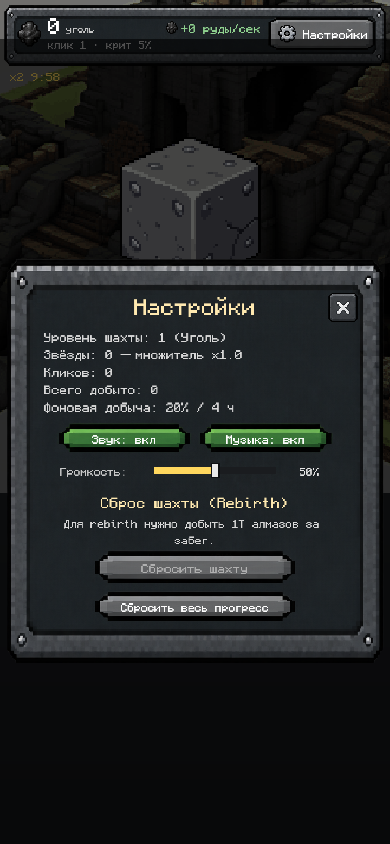 0 уголь
+0 руды/сек
Настройки
клик 1 · крит 5%
x2 9:58
Настройки
Уровень шахты: 1 (Уголь)
Звёзды: 0 — множитель x1.0
Кликов: 0
Всего добыто: 0
Фоновая добыча: 20% / 4 ч
Звук: вкл
Музыка: вкл
Громкость:
50%
Сброс шахты (Rebirth)
Для rebirth нужно добыть 1T алмазов за
забег.
Сбросить шахту
Сбросить весь прогресс